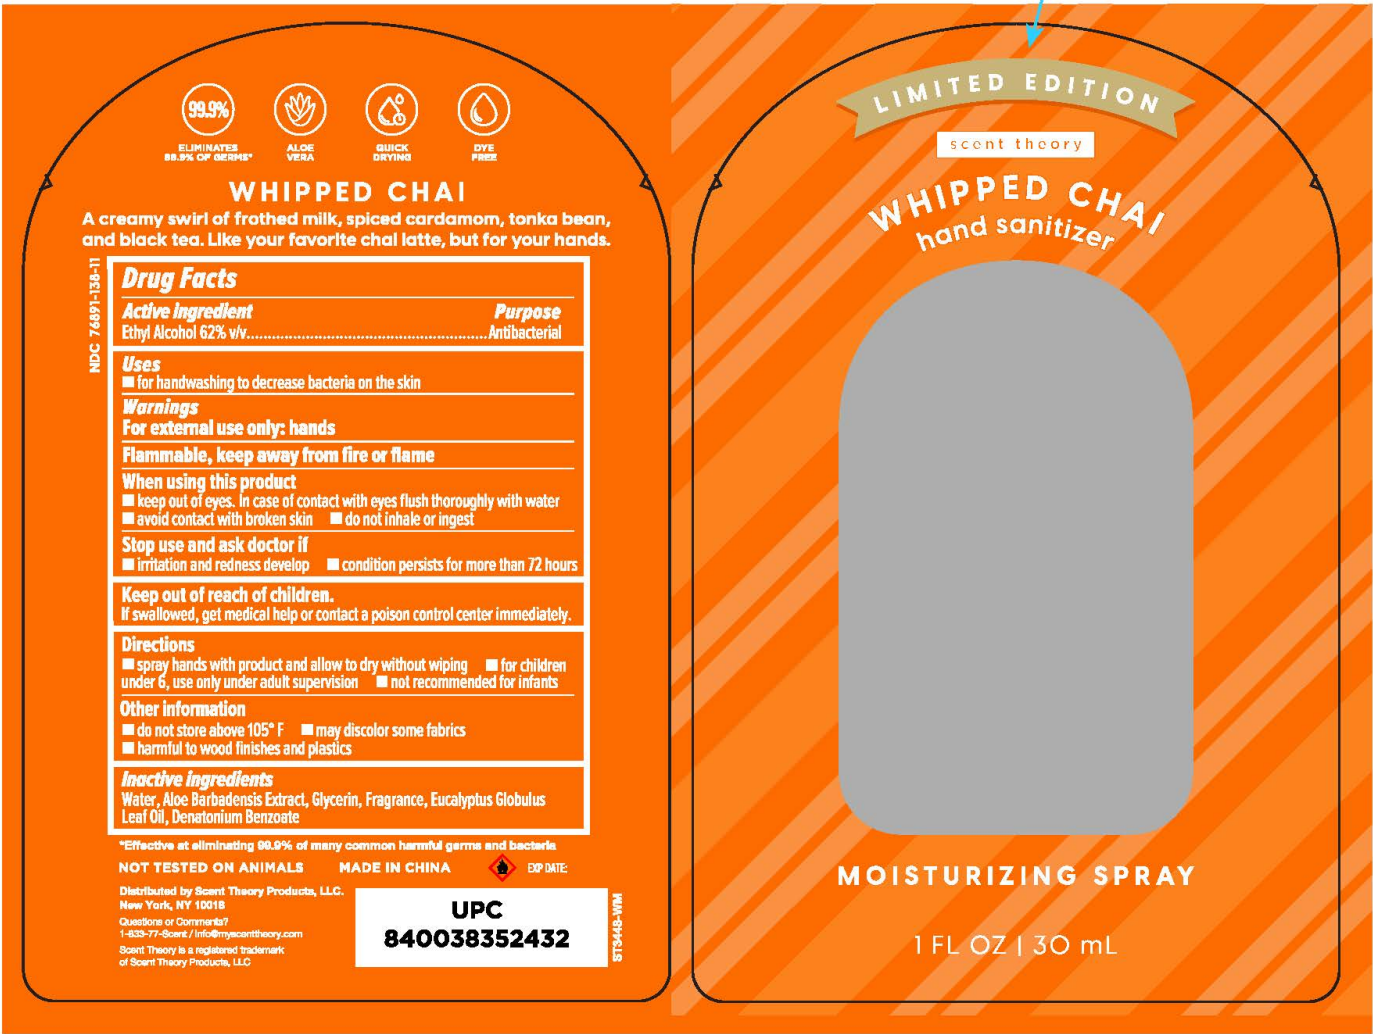 99.9%
ELIMINATES
99.9% OF GERMS*
ALOE
VERA
QUICK
DRYING
DYE
FREE
WHIPPED CHAI
A creamy swirl of frothed milk, spiced cardamom, tonka bean,
and black tea. Like your favorite chai latte, but for your hands.
NDC 76891-138-11
Drug Facts
Active ingredient Purpose
Ethyl Alcohol 62% v/v.........................................................Antibacterial
Uses
■ for handwashing to decrease bacteria on the skin
Warnings
For external use only: hands
Flammable, keep away from fire or flame
When using this product
■ keep out of eyes. In case of contact with eyes flush thoroughly with water
■ avoid contact with broken skin ■ do not inhale or ingest
Stop use and ask doctor if
■ irritation and redness develop ■ condition persists for more than 72 hours
Keep out of reach of children.
If swallowed, get medical help or contact a poison control center immediately.
Directions
■ spray hands with product and allow to dry without wiping ■ for children
under 6, use only under adult supervision ■ not recommended for infants
Other information
■ do not store above 105° F ■ may discolor some fabrics
■ harmful to wood finishes and plastics
Inactive ingredients
Water, Aloe Barbadensis Extract, Glycerin, Fragrance, Eucalyptus Globulus
Leaf Oil, Denatonium Benzoate
*Effective at eliminating 99.9% of many common harmful germs and bacteria
NOT TESTED ON ANIMALS MADE IN CHINA EXP DATE:
Distributed by Scent Theory Products, LLC.
New York, NY 10018
Questions or Comments?
1-833-77-Scent / info@myscenttheory.com
Scent Theory is a registered trademark
of Scent Theory Products, LLC
UPC
840038352432
ST3448-WM
LIMITED EDITION
scent theory
WHIPPED CHAI
hand sanitizer
MOISTURIZING SPRAY
1 FL OZ | 30 mL